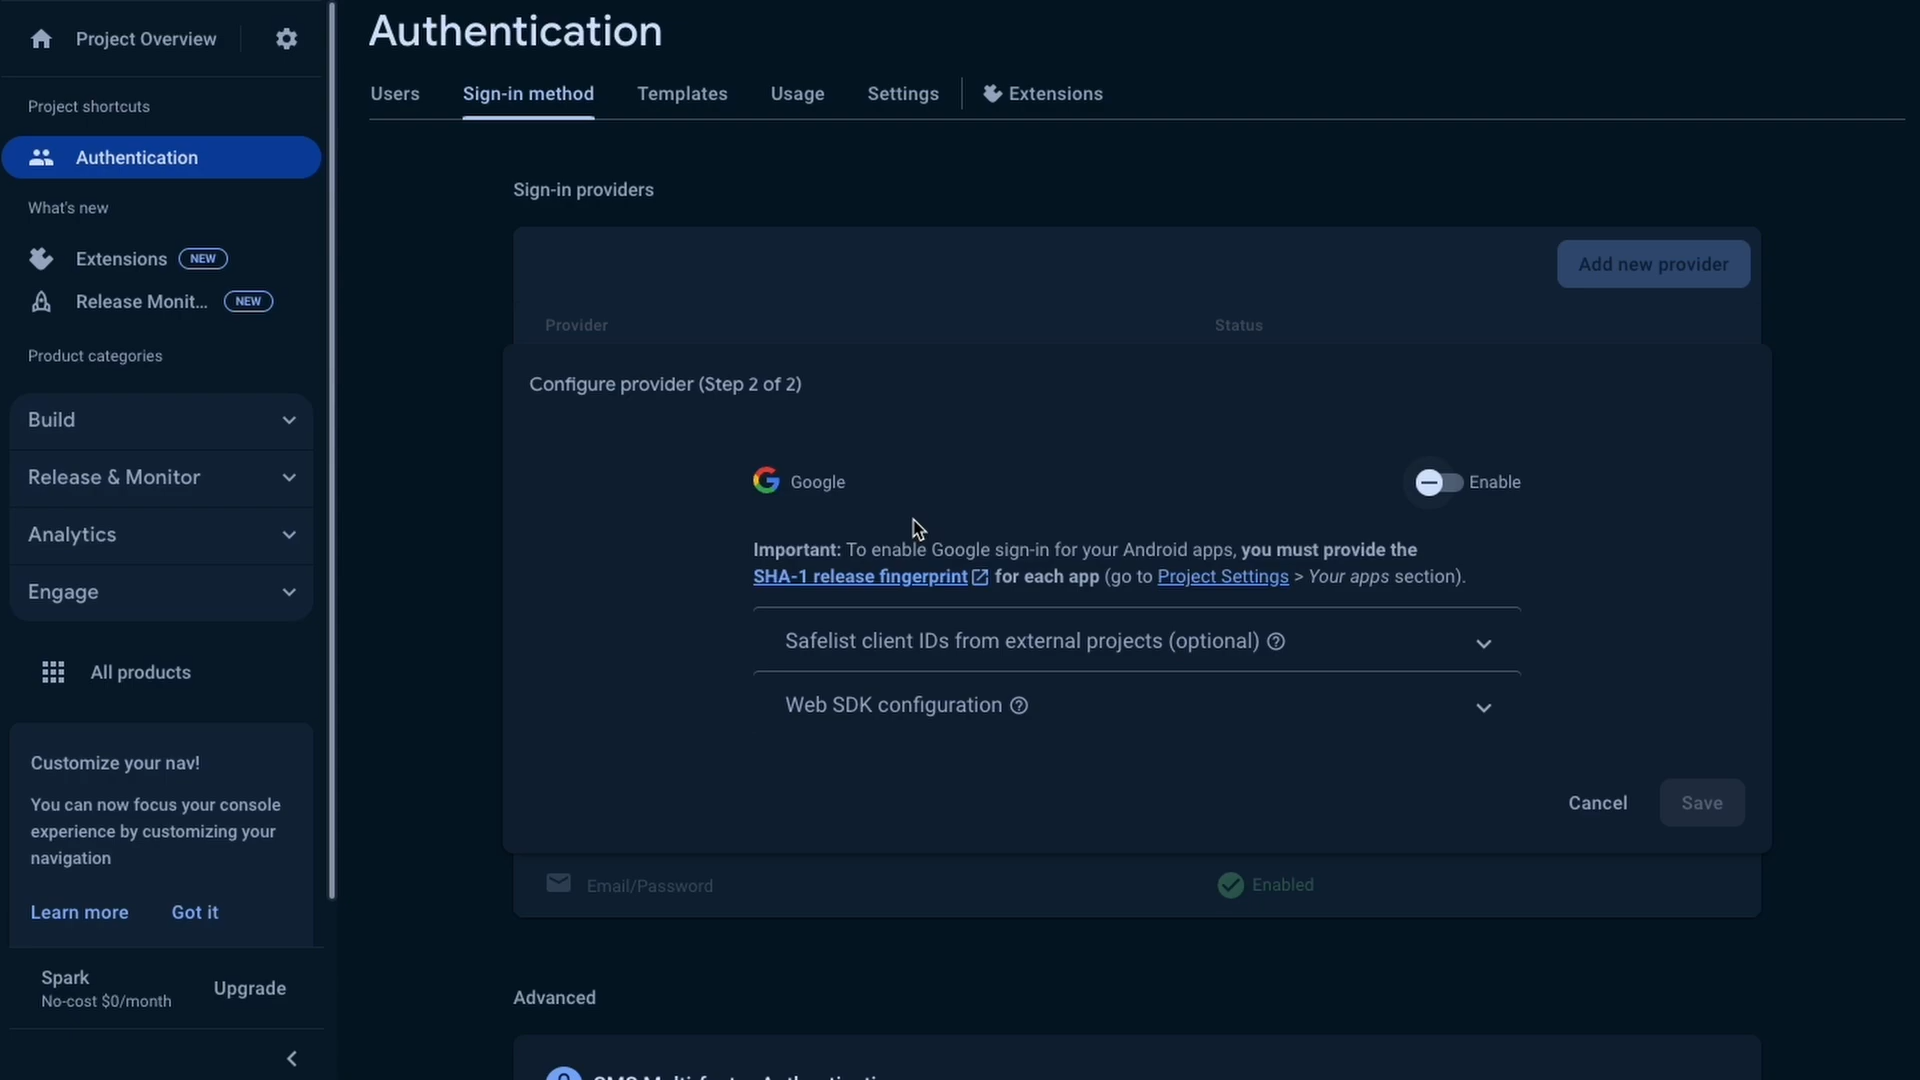 Project Overview
Project shortcuts
Authentication
What's new
Extensions NEW
Release Monit... NEW
Product categories
Build
Release & Monitor
Analytics
Engage
All products
Customize your nav!
You can now focus your console
experience by customizing your
navigation
Learn more Got it
Spark
No-cost $0/month
Upgrade
Authentication
Users Sign-in method Templates Usage Settings Extensions
Sign-in providers
Add new provider
Provider Status
Configure provider (Step 2 of 2)
Google Enable
Important: To enable Google sign-in for your Android apps, you must provide the
SHA-1 release fingerprint for each app (go to Project Settings > Your apps section).
Safelist client IDs from external projects (optional)
Web SDK configuration
Cancel Save
Email/Password Enabled
Advanced